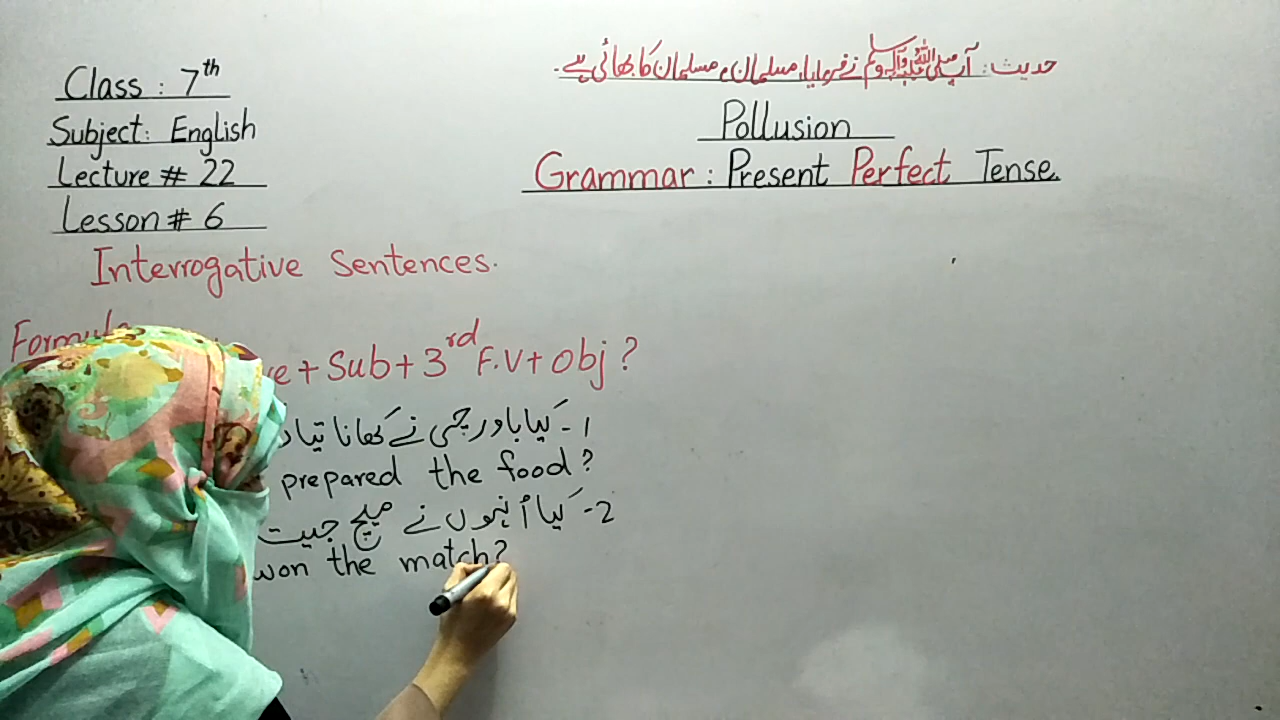 Class : 7th
Subject: English
Lecture # 22
Lesson # 6
حدیث: آپ صلی اللہ علیہ وآلہ وسلم نے فرمایا، مسلمان، مسلمان کا بھائی ہے۔
Pollusion
Grammar : Present Perfect Tense.
Interrogative Sentences.
Formula
+ Sub + 3rd F.V + Obj ?
1- کیا باورچی نے کھانا
prepared the food?
2- کیا اُنہوں نے میچ جیت
won the match?